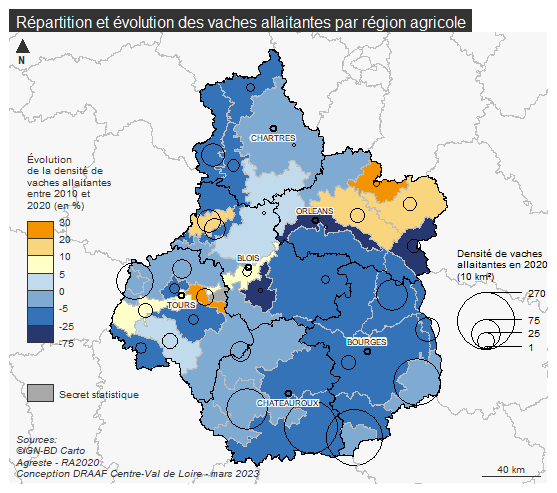 Répartition et évolution des vaches allaitantes par région agricole
N
CHARTRES
Évolution
de la densité de
vaches allaitantes
entre 2010 et
2020 (en %)
30
20
10
5
0
-5
-25
-75
Secret statistique
ORLEANS
BLOIS
TOURS
BOURGES
CHATEAUROUX
Densité de vaches
allaitantes en 2020
(10 km²)
270
75
25
1
Sources:
©IGN-BD Carto
Agreste - RA2020
Conception DRAAF Centre-Val de Loire - mars 2023
40 km